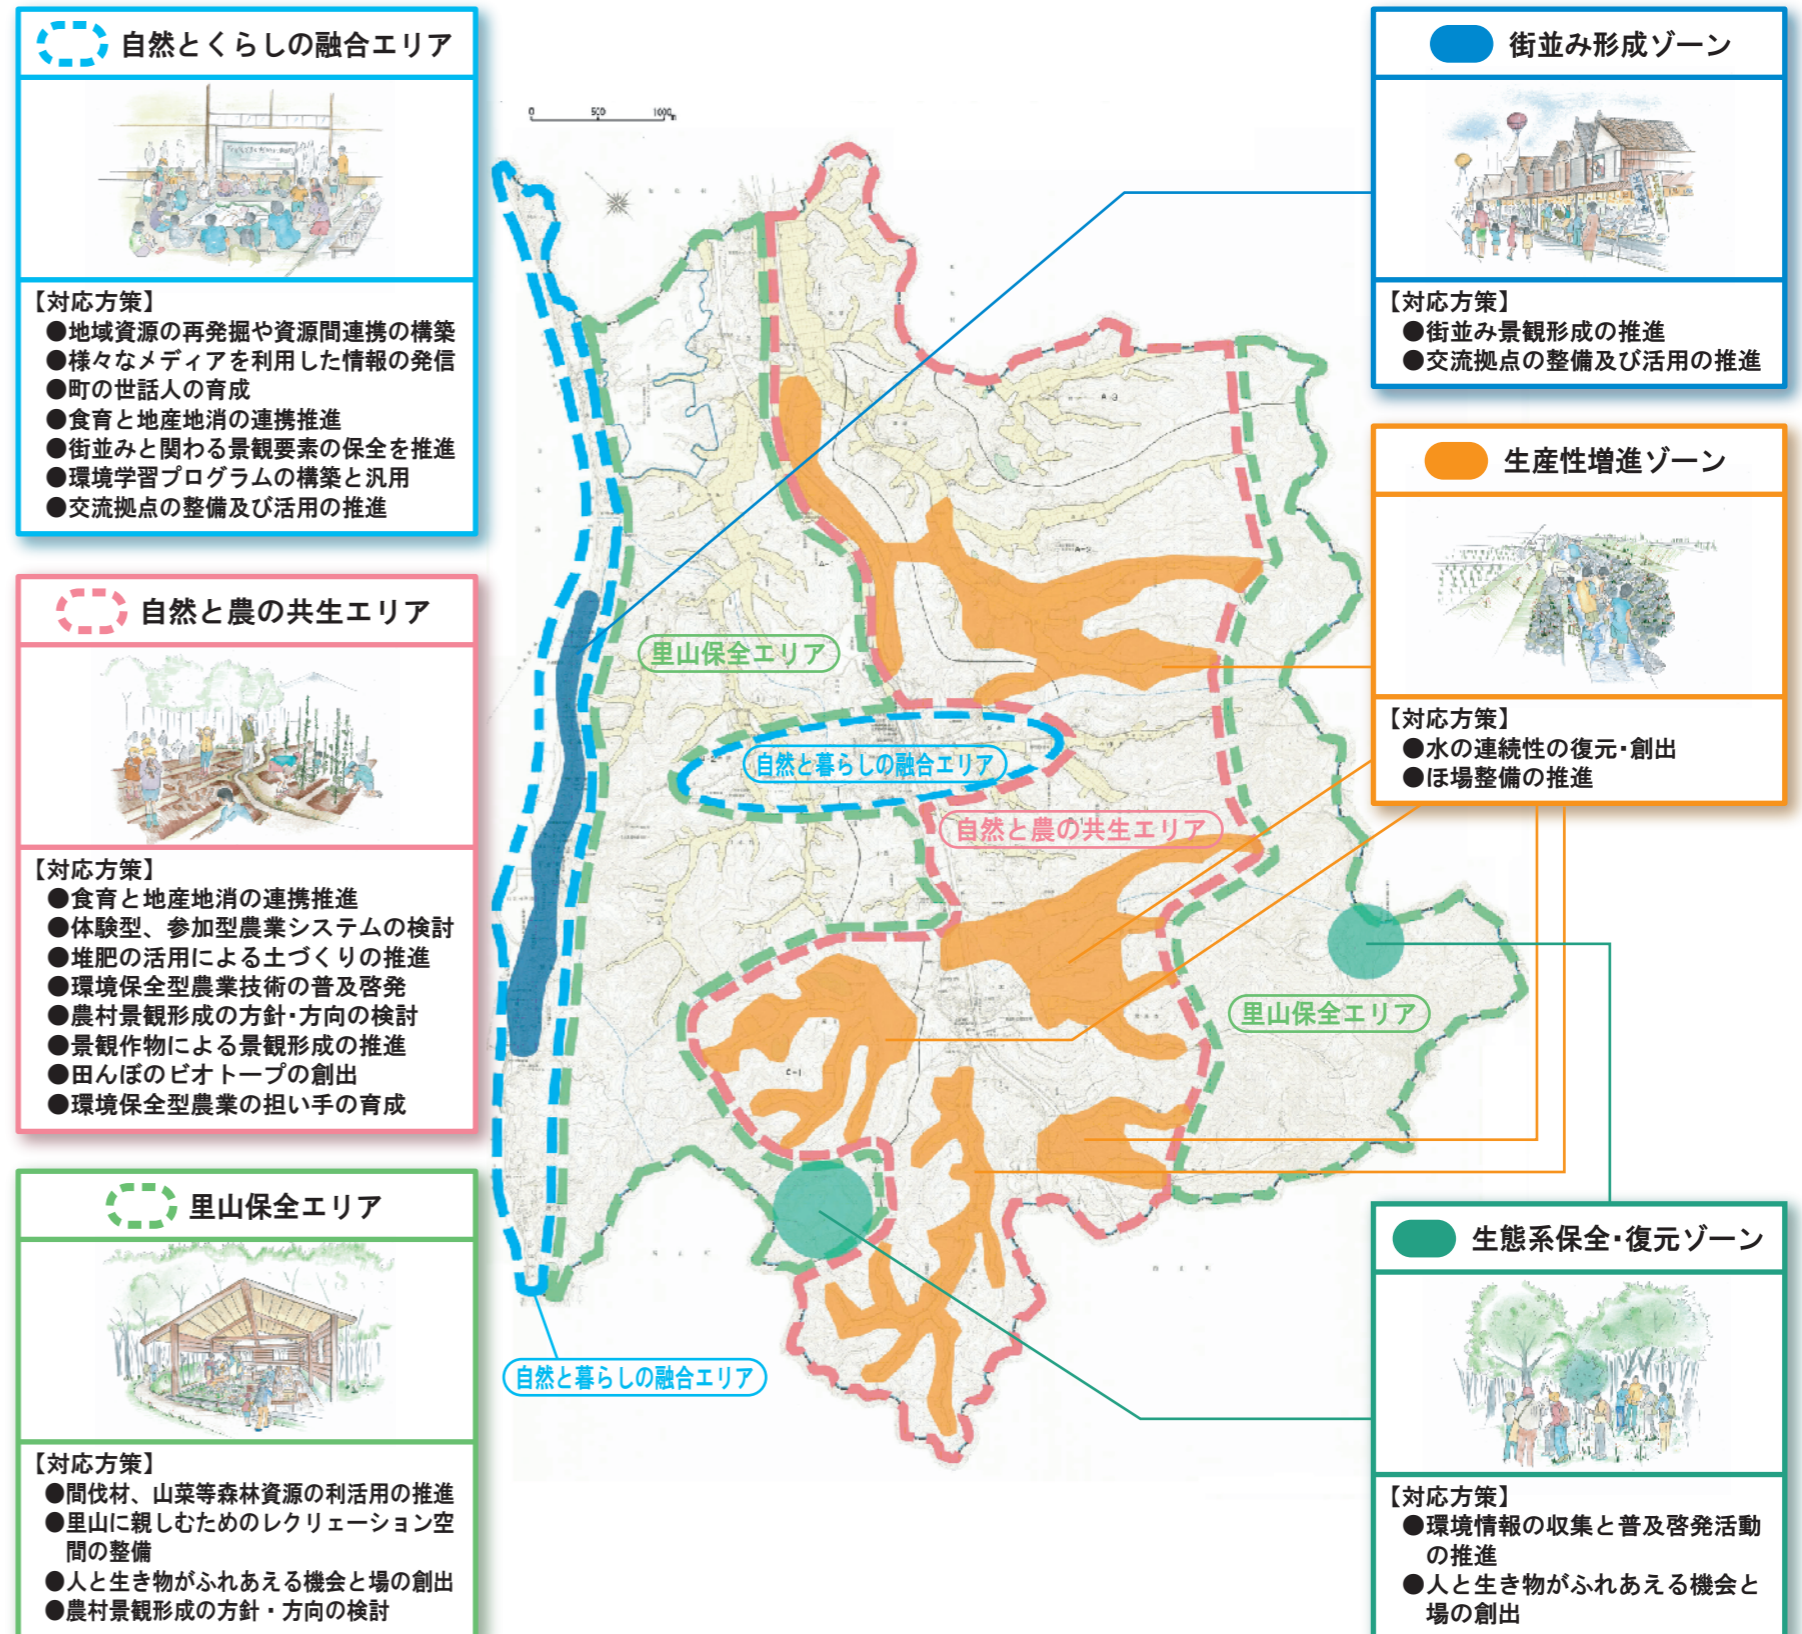 自然とくらしの融合エリア
【対応方策】
●地域資源の再発掘や資源間連携の構築
●様々なメディアを利用した情報の発信
●町の世話人の育成
●食育と地産地消の連携推進
●街並みと関わる景観要素の保全を推進
●環境学習プログラムの構築と汎用
●交流拠点の整備及び活用の推進
自然と農の共生エリア
【対応方策】
●食育と地産地消の連携推進
●体験型、参加型農業システムの検討
●堆肥の活用による土づくりの推進
●環境保全型農業技術の普及啓発
●農村景観形成の方針・方向の検討
●景観作物による景観形成の推進
●田んぼのビオトープの創出
●環境保全型農業の担い手の育成
里山保全エリア
【対応方策】
●間伐材、山菜等森林資源の利活用の推進
●里山に親しむためのレクリェーション空
間の整備
●人と生き物がふれあえる機会と場の創出
●農村景観形成の方針・方向の検討
0 500 1000m
里山保全エリア
自然と暮らしの融合エリア
自然と農の共生エリア
里山保全エリア
自然と暮らしの融合エリア
街並み形成ゾーン
【対応方策】
●街並み景観形成の推進
●交流拠点の整備及び活用の推進
生産性増進ゾーン
【対応方策】
●水の連続性の復元・創出
●ほ場整備の推進
生態系保全・復元ゾーン
【対応方策】
●環境情報の収集と普及啓発活動
の推進
●人と生き物がふれあえる機会と
場の創出